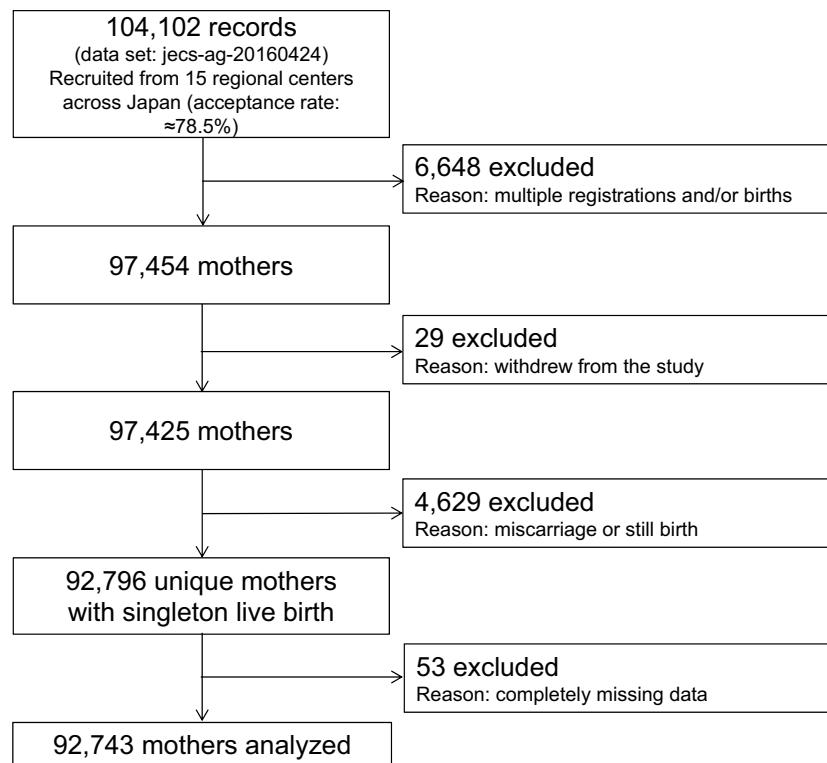 104,102 records
(data set: jecs-ag-20160424)
Recruited from 15 regional centers
across Japan (acceptance rate:
≈78.5%)
6,648 excluded
Reason: multiple registrations and/or births
97,454 mothers
29 excluded
Reason: withdrew from the study
97,425 mothers
4,629 excluded
Reason: miscarriage or still birth
92,796 unique mothers
with singleton live birth
53 excluded
Reason: completely missing data
92,743 mothers analyzed